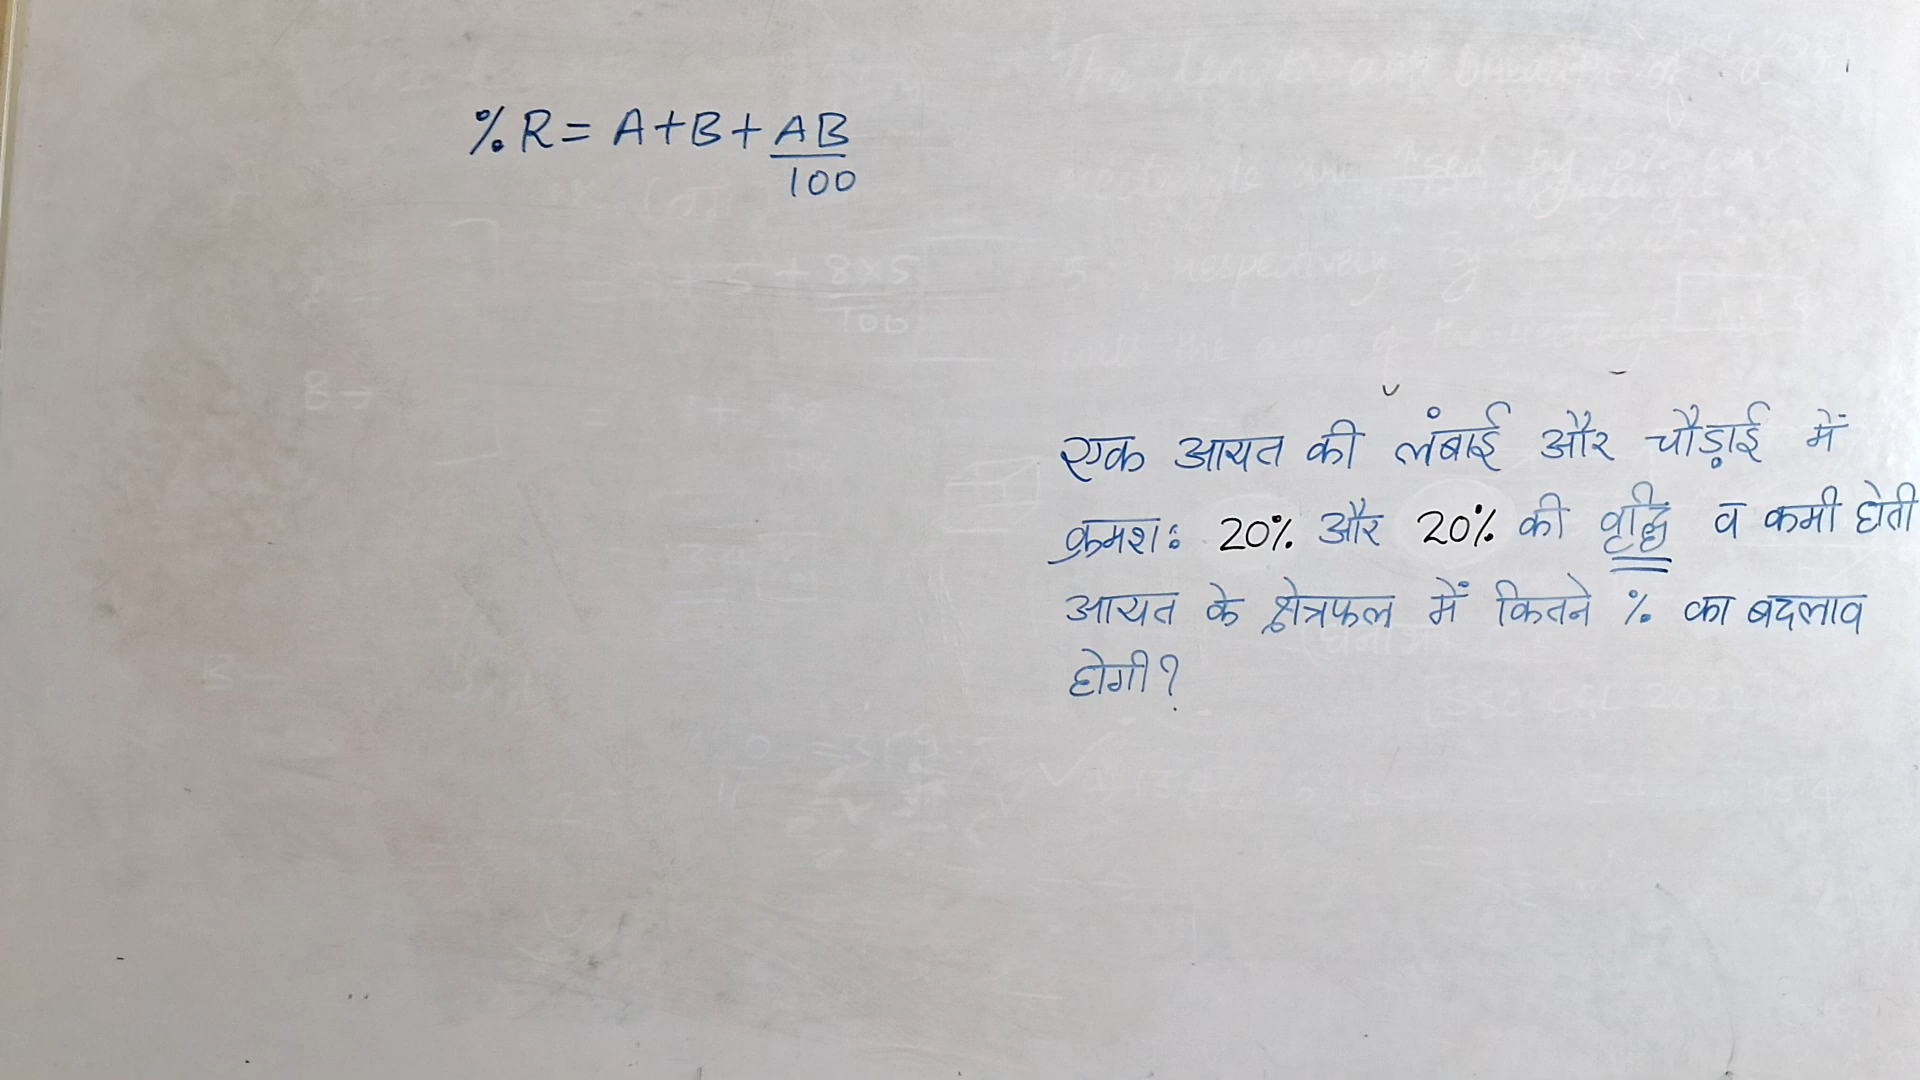 %R = A+B+AB/100
एक आयत की लंबाई और चौड़ाई में
क्रमशः 20% और 20% की वृद्धि व कमी होती
आयत के क्षेत्रफल में कितने % का बदलाव
होगी?